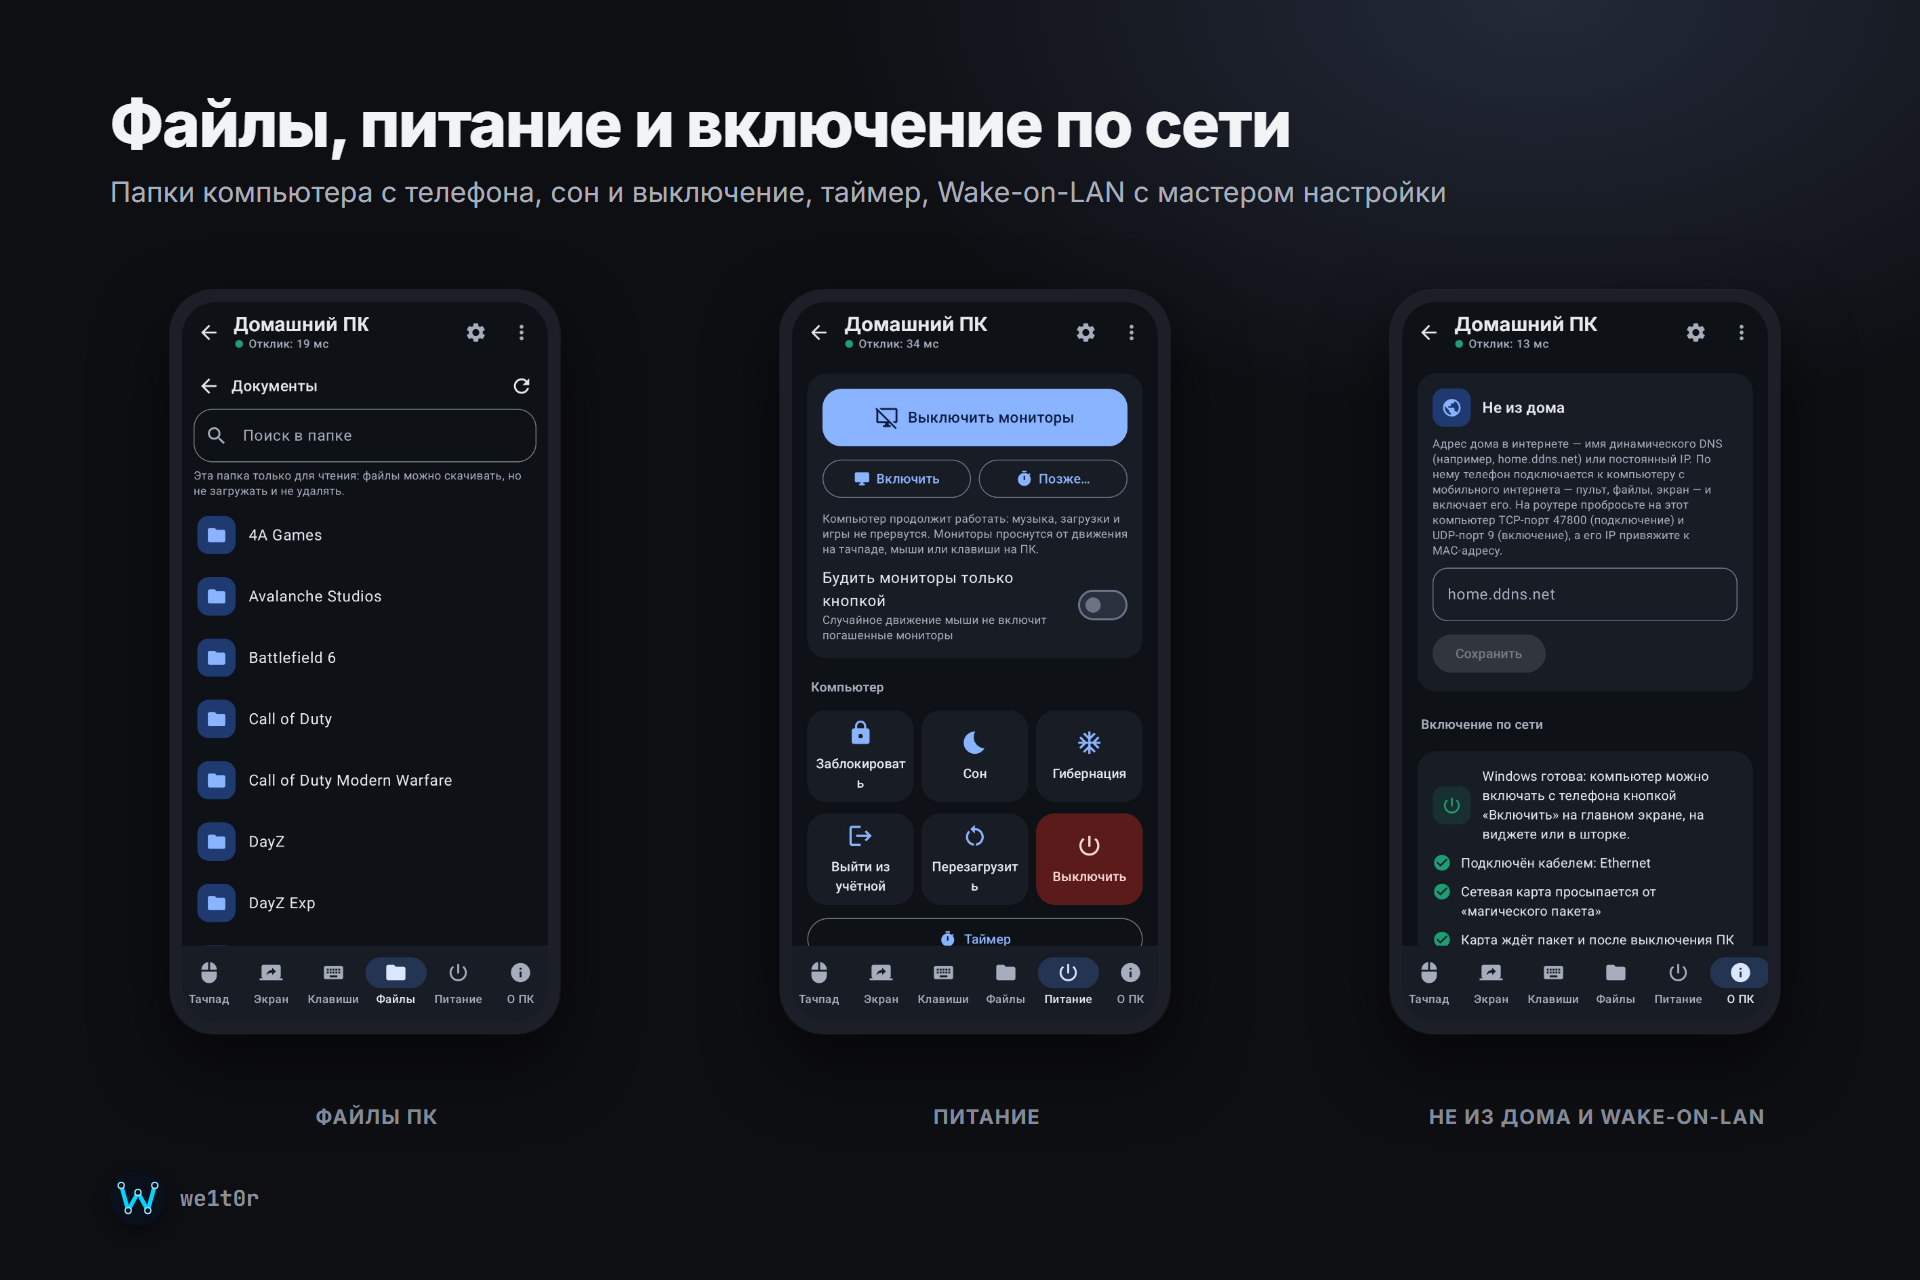 Файлы, питание и включение по сети
Папки компьютера с телефона, сон и выключение, таймер, Wake-on-LAN с мастером настройки
Домашний ПК
Отклик: 19 мс
Документы
Поиск в папке
Эта папка только для чтения: файлы можно скачивать, но
не загружать и не удалять.
4A Games
Avalanche Studios
Battlefield 6
Call of Duty
Call of Duty Modern Warfare
DayZ
DayZ Exp
Тачпад
Экран
Клавиши
Файлы
Питание
О ПК
ФАЙЛЫ ПК
Домашний ПК
Отклик: 34 мс
Выключить мониторы
Включить
Позже...
Компьютер продолжит работать: музыка, загрузки и
игры не прервутся. Мониторы проснутся от движения
на тачпаде, мыши или клавиши на ПК.
Будить мониторы только
кнопкой
Случайное движение мыши не включит
погашенные мониторы
Компьютер
Заблокироват
ь
Сон
Гибернация
Выйти из
учётной
Перезагрузит
ь
Выключить
Таймер
Тачпад
Экран
Клавиши
Файлы
Питание
О ПК
ПИТАНИЕ
Домашний ПК
Отклик: 13 мс
Не из дома
Адрес дома в интернете — имя динамического DNS
(например, home.ddns.net) или постоянный IP. По
нему телефон подключается к компьютеру с
мобильного интернета — пульт, файлы, экран — и
включает его. На роутере пробросьте на этот
компьютер TCP-порт 47800 (подключение) и
UDP-порт 9 (включение), а его IP привяжите к
MAC-адресу.
home.ddns.net
Сохранить
Включение по сети
Windows готова: компьютер можно
включать с телефона кнопкой
«Включить» на главном экране, на
виджете или в шторке.
Подключён кабелем: Ethernet
Сетевая карта просыпается от
«магического пакета»
Карта ждёт пакет и после выключения ПК
Тачпад
Экран
Клавиши
Файлы
Питание
О ПК
НЕ ИЗ ДОМА И WAKE-ON-LAN
we1t0r